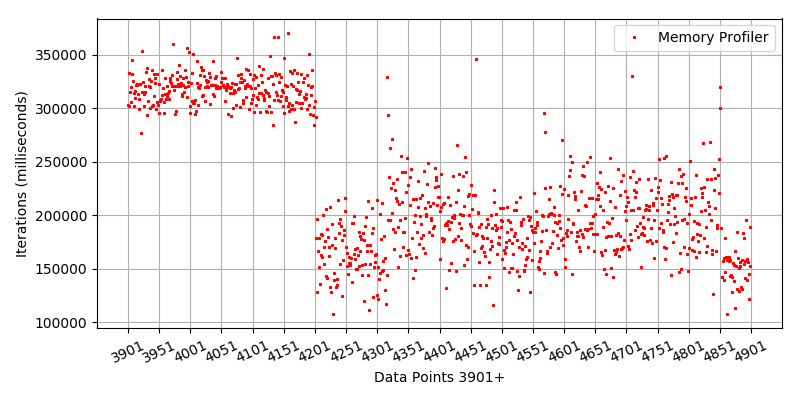 Memory Profiler
Iterations (milliseconds)
350000
300000
250000
200000
150000
100000
3901 3951 4001 4051 4101 4151 4201 4251 4301 4351 4401 4451 4501 4551 4601 4651 4701 4751 4801 4851 4901
Data Points 3901+